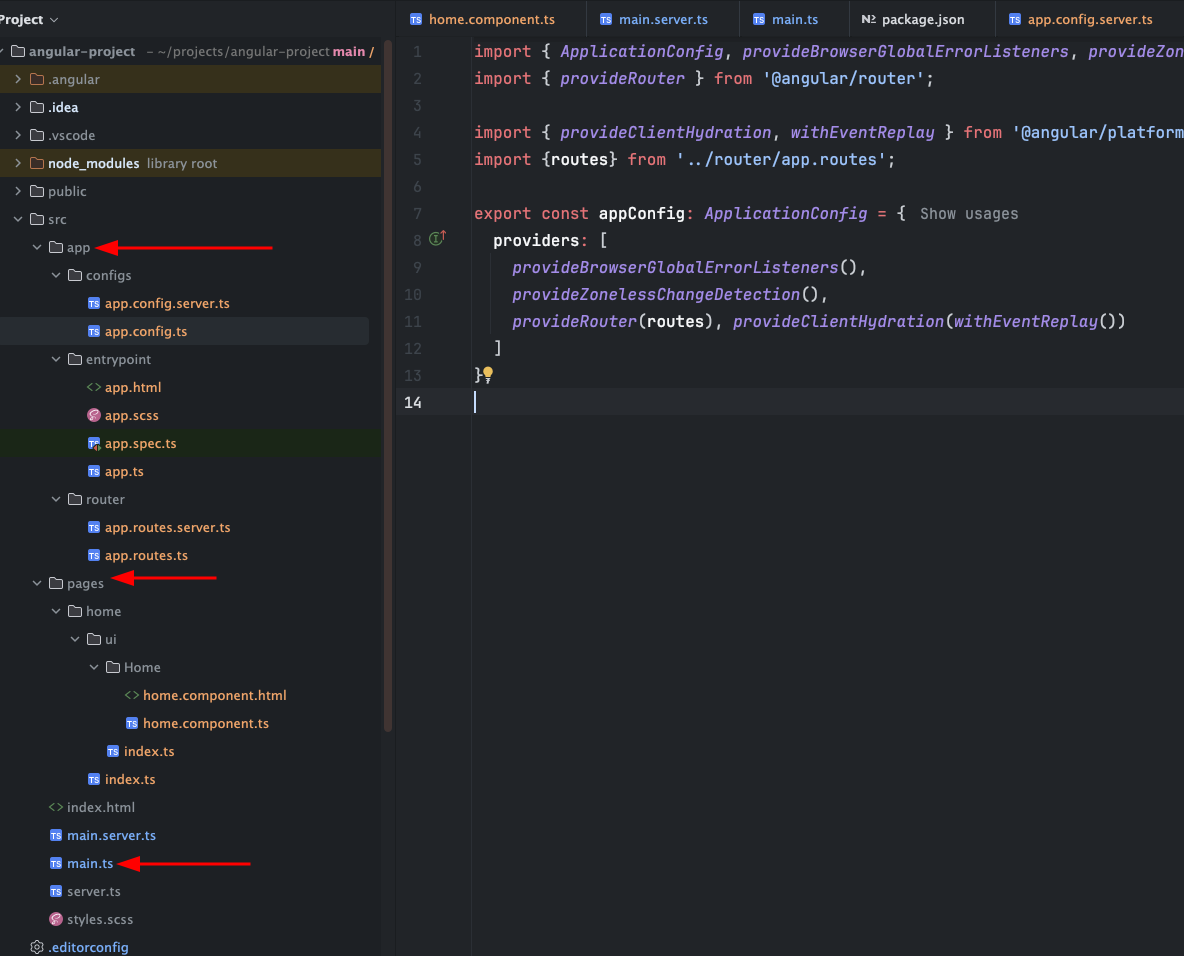 Project
home.component.ts
main.server.ts
main.ts
package.json
app.config.server.ts
angular-project – ~/projects/angular-project main /
.angular
.idea
.vscode
node_modules library root
public
src
app
configs
app.config.server.ts
app.config.ts
entrypoint
app.html
app.scss
app.spec.ts
app.ts
router
app.routes.server.ts
app.routes.ts
pages
home
ui
Home
home.component.html
home.component.ts
index.ts
index.ts
index.html
main.server.ts
main.ts
server.ts
styles.scss
.editorconfig
1 import { ApplicationConfig, provideBrowserGlobalErrorListeners, provideZon
2 import { provideRouter } from '@angular/router';
3
4 import { provideClientHydration, withEventReplay } from '@angular/platform
5 import {routes} from '../router/app.routes';
6
7 export const appConfig: ApplicationConfig = { Show usages
8 providers: [
9 provideBrowserGlobalErrorListeners(),
10 provideZonelessChangeDetection(),
11 provideRouter(routes), provideClientHydration(withEventReplay())
12 ]
13 }
14